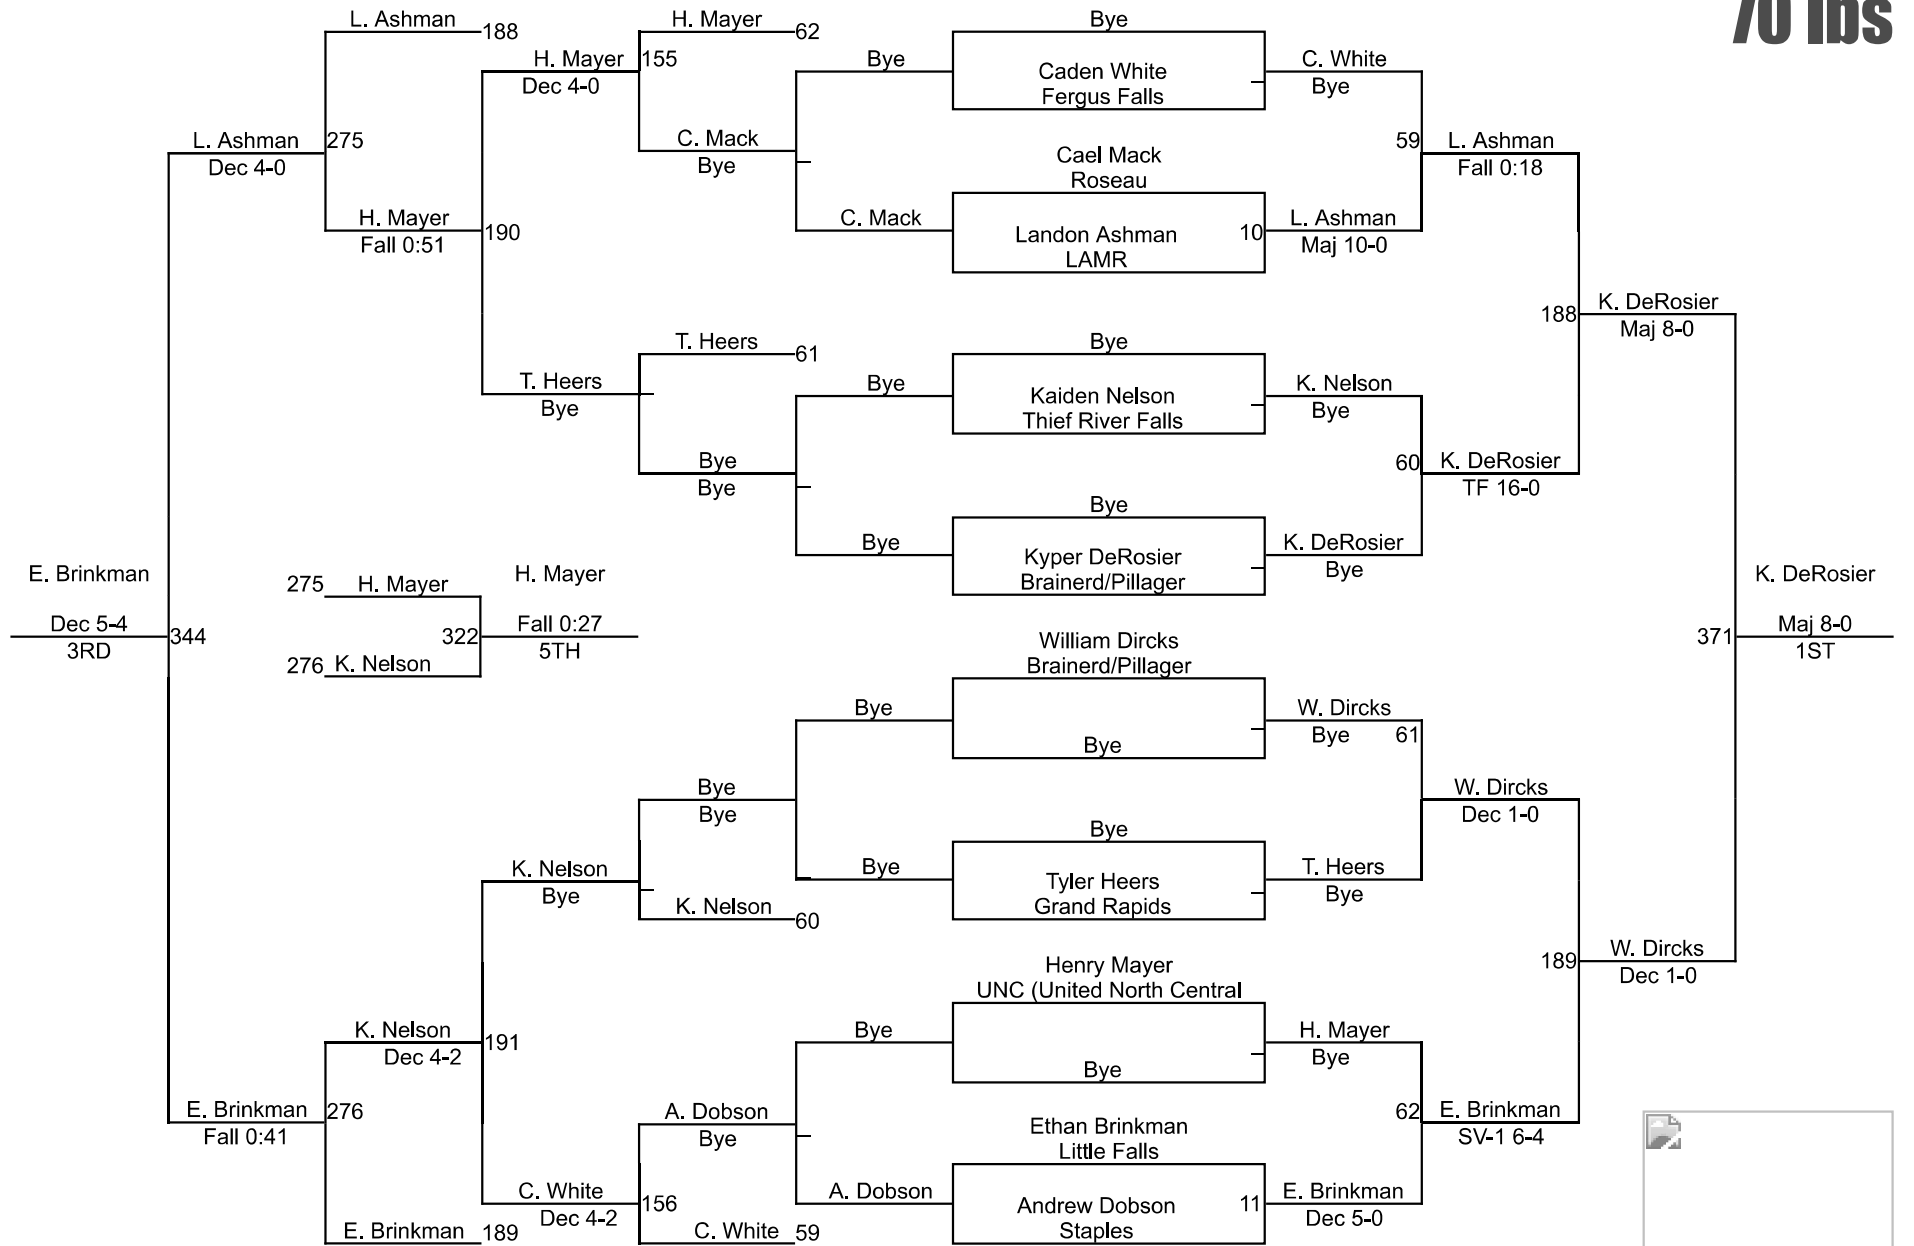 70 lbs
L. Ashman
188
H. Mayer
62
Bye
H. Mayer
155
Dec 4-0
Bye
Caden White
Fergus Falls
C. White
Bye
L. Ashman
275
Dec 4-0
C. Mack
Bye
Cael Mack
Roseau
59
L. Ashman
Fall 0:18
H. Mayer
190
Fall 0:51
C. Mack
Landon Ashman
LAMR
10
L. Ashman
Maj 10-0
188
K. DeRosier
Maj 8-0
T. Heers
61
Bye
T. Heers
Bye
Bye
Kaiden Nelson
Thief River Falls
K. Nelson
Bye
Bye
Bye
60
K. DeRosier
TF 16-0
Bye
Bye
Kyper DeRosier
Brainerd/Pillager
K. DeRosier
Bye
E. Brinkman
275
H. Mayer
H. Mayer
K. DeRosier
Dec 5-4
3RD
344
322
Fall 0:27
5TH
371
Maj 8-0
1ST
276
K. Nelson
William Dircks
Brainerd/Pillager
Bye
Bye
W. Dircks
Bye
61
Bye
Bye
W. Dircks
Dec 1-0
Bye
K. Nelson
Bye
Bye
Tyler Heers
Grand Rapids
T. Heers
Bye
K. Nelson
60
Henry Mayer
UNC (United North Central
189
W. Dircks
Dec 1-0
K. Nelson
191
Dec 4-2
Bye
Bye
H. Mayer
Bye
E. Brinkman
276
Fall 0:41
A. Dobson
Bye
Ethan Brinkman
Little Falls
62
E. Brinkman
SV-1 6-4
C. White
156
Dec 4-2
A. Dobson
Andrew Dobson
Staples
11
E. Brinkman
Dec 5-0
E. Brinkman
189
C. White
59